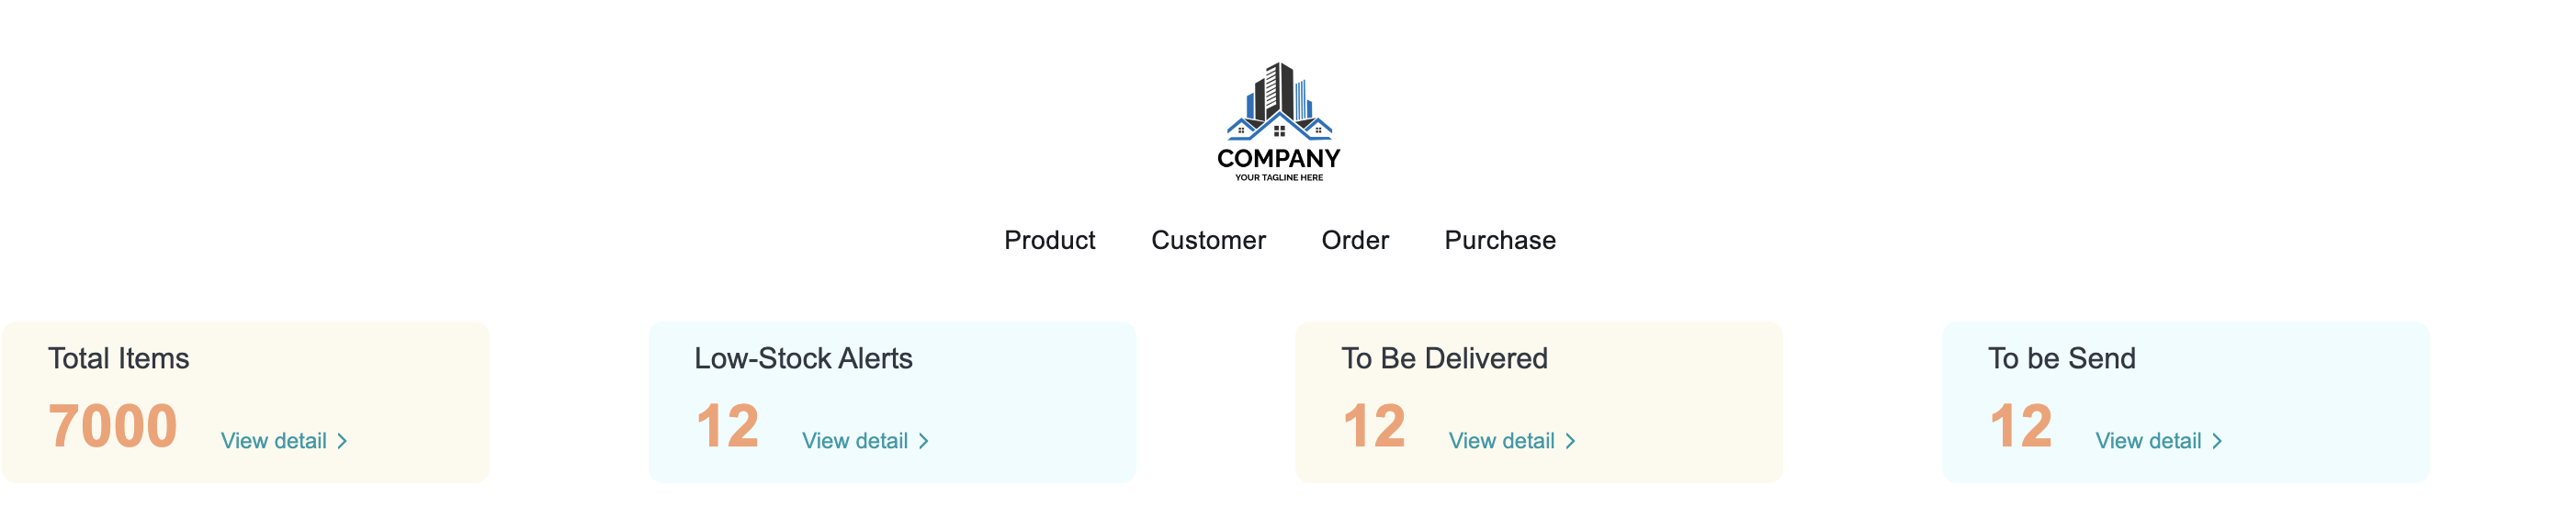 COMPANY
YOUR TAGLINE HERE
Product Customer Order Purchase
Total Items
7000 View detail >
Low-Stock Alerts
12 View detail >
To Be Delivered
12 View detail >
To be Send
12 View detail >